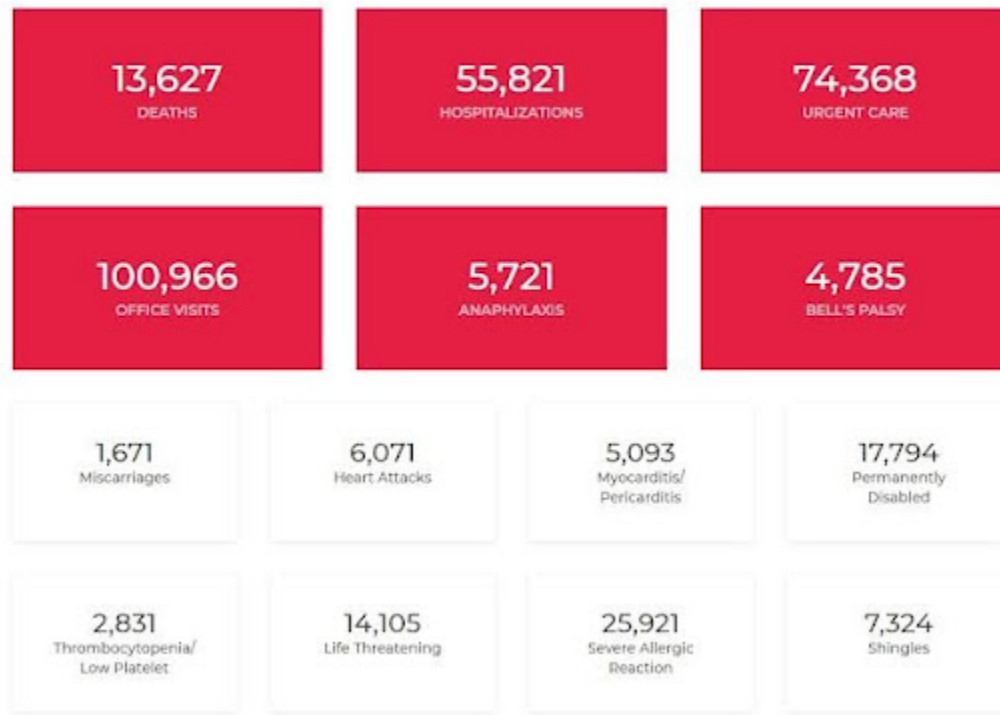 13,627
DEATHS
55,821
HOSPITALIZATIONS
74,368
URGENT CARE
100,966
OFFICE VISITS
5,721
ANAPHYLAXIS
4,785
BELL'S PALSY
1,671
Miscarriages
6,071
Heart Attacks
5,093
Myocarditis/
Pericarditis
17,794
Permanently
Disabled
2,831
Thrombocytopenia/
Low Platelet
14,105
Life Threatening
25,921
Severe Allergic
Reaction
7,324
Shingles